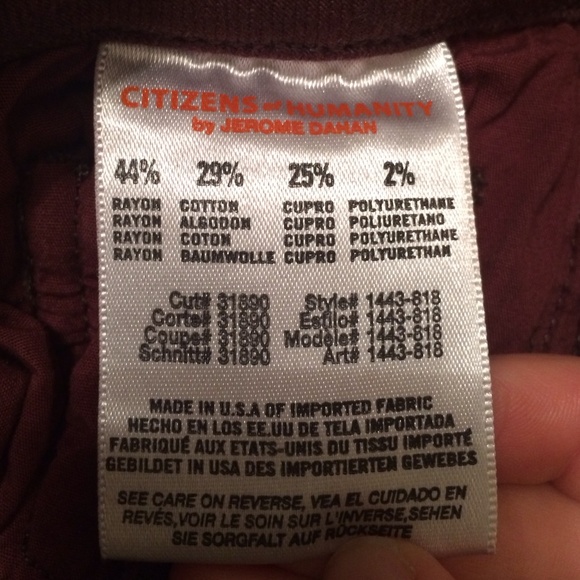 CITIZENS of HUMANITY
by JEROME DAHAN
44% 29% 25% 2%
RAYON COTTON CUPRO POLYURETHANE
RAYON ALGODON CUPRO POLIURETANO
RAYON COTON CUPRO POLYURETHANE
RAYON BAUMWOLLE CUPRO POLYURETHAN
Cut# 31890 Style# 1443-818
Corte# 31890 Estilo# 1443-818
Coupe# 31890 Modele# 1443-818
Schnitt# 31890 Art# 1443-818
MADE IN U.S.A OF IMPORTED FABRIC
HECHO EN LOS EE.UU DE TELA IMPORTADA
FABRIQUÉ AUX ETATS-UNIS DU TISSU IMPORTÉ
GEBILDET IN USA DES IMPORTIERTEN GEWEBES
SEE CARE ON REVERSE, VEA EL CUIDADO EN
REVÉS,VOIR LE SOIN SUR L'INVERSE,SEHEN
SIE SORGFALT AUF RÜCKSEITE